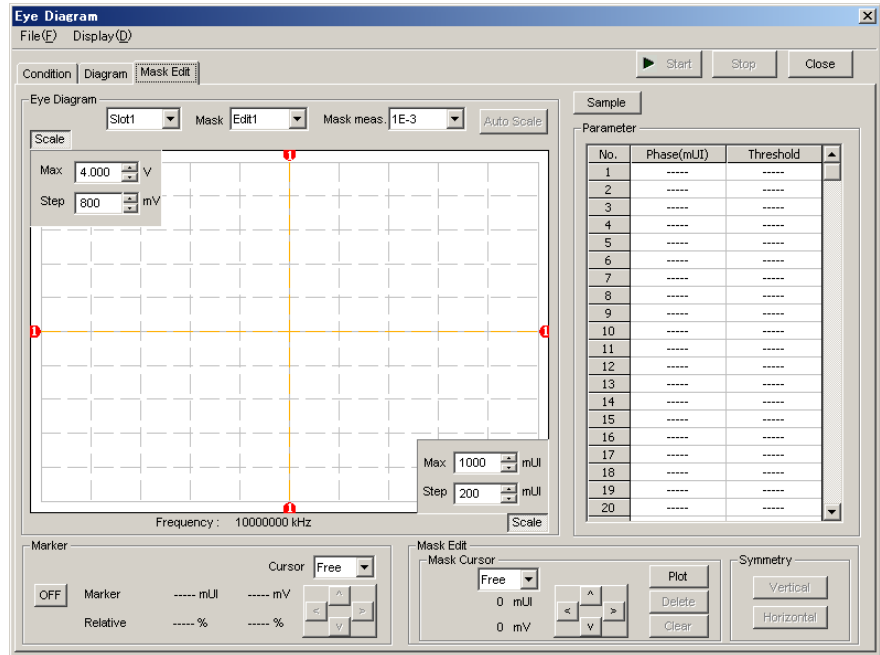 Eye Diagram
File(F) Display(D)
Condition Diagram Mask Edit
Start Stop Close
Eye Diagram
Slot1 Mask Edit1 Mask meas. 1E-3 Auto Scale
Scale
Max 4.000 V
Step 800 mV
1
1
1
1
Max 1000 mUI
Step 200 mUI
Frequency : 10000000 kHz
Scale
Sample
Parameter
No. Phase(mUI) Threshold
1 ----- -----
2 ----- -----
3 ----- -----
4 ----- -----
5 ----- -----
6 ----- -----
7 ----- -----
8 ----- -----
9 ----- -----
10 ----- -----
11 ----- -----
12 ----- -----
13 ----- -----
14 ----- -----
15 ----- -----
16 ----- -----
17 ----- -----
18 ----- -----
19 ----- -----
20 ----- -----
Marker
Cursor Free
OFF Marker ----- mUI ----- mV
Relative ----- % ----- %
^
< >
v
Mask Edit
Mask Cursor
Free
0 mUI
0 mV
^
< >
v
Plot
Delete
Clear
Symmetry
Vertical
Horizontal